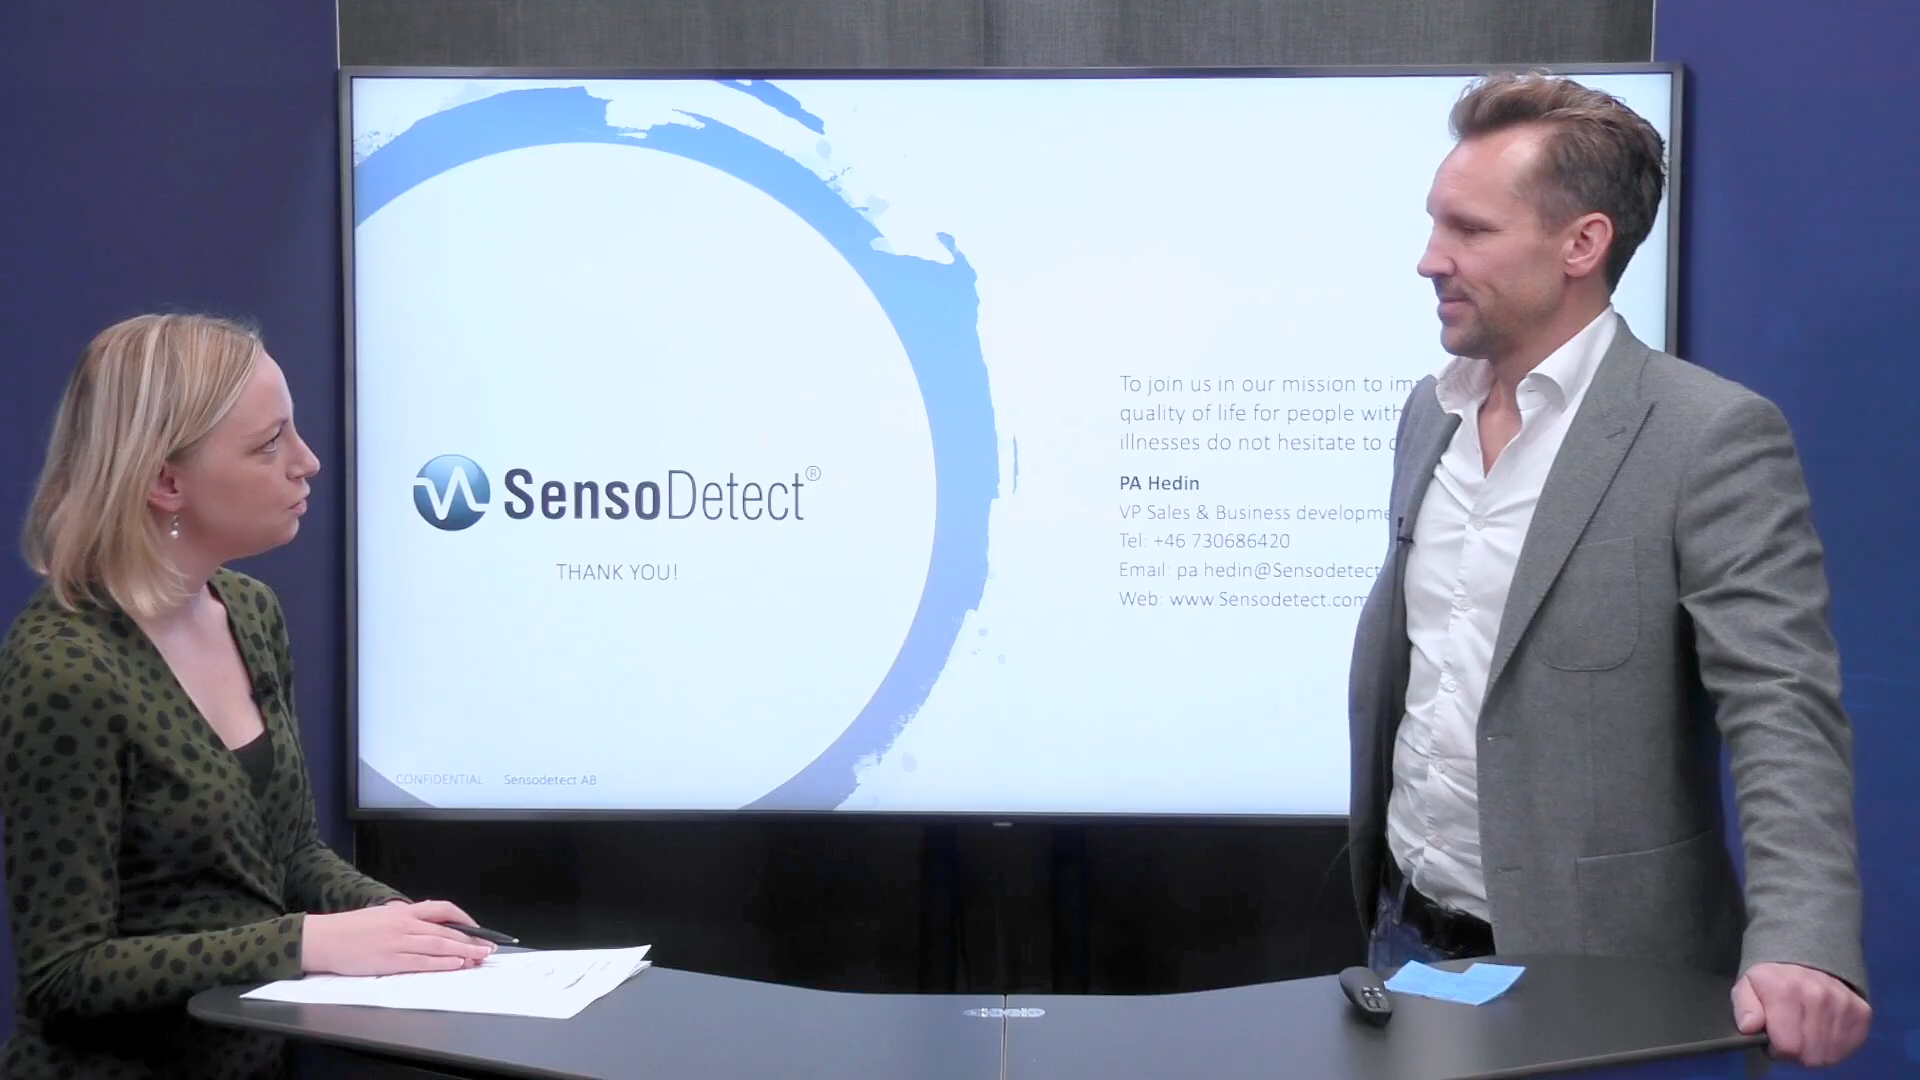 SensoDetect®
THANK YOU!
CONFIDENTIAL Sensodetect AB
To join us in our mission to
quality of life for people with
illnesses do not hesitate to
PA Hedin
VP Sales & Business
Tel: +46 730686420
Email: pa.hedin@Sensodetect
Web: www.Sensodetect.com